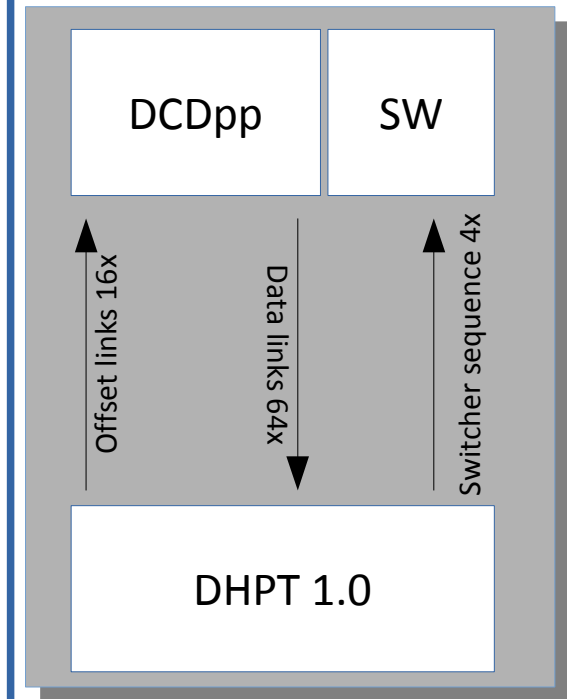 DCDpp
SW
Offset links 16x
Data links 64x
Switcher sequence 4x
DHPT 1.0